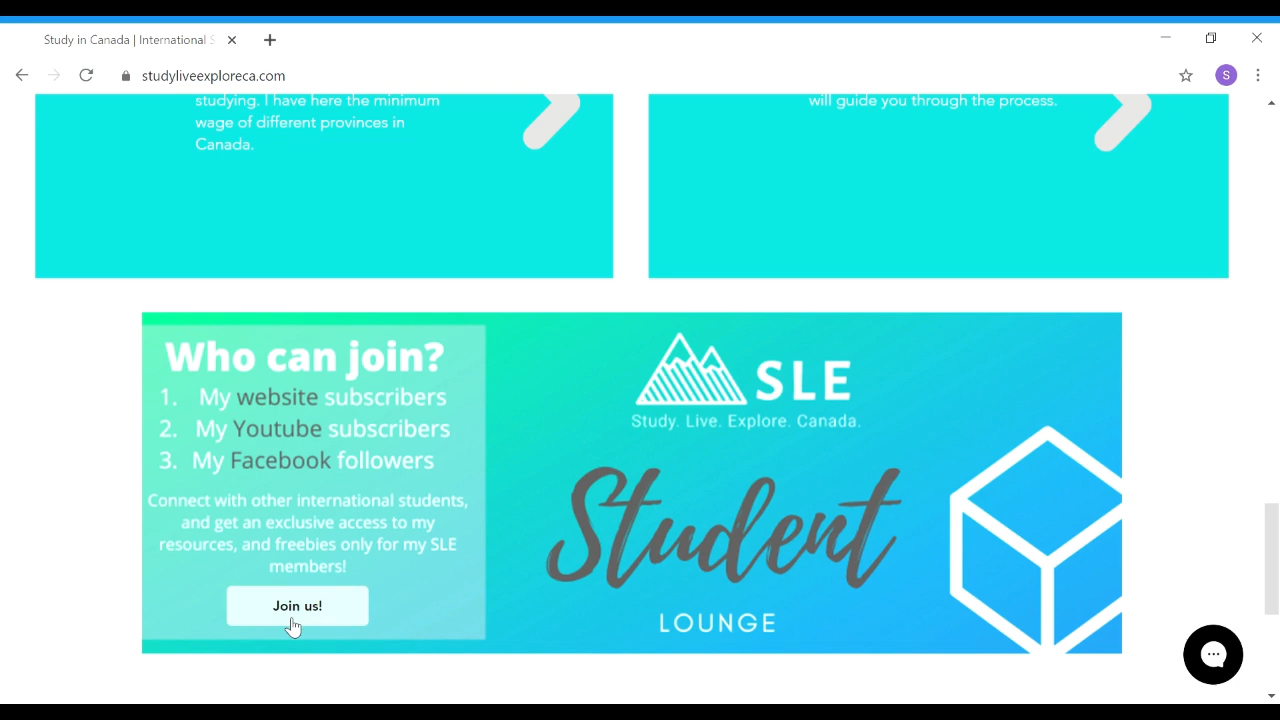 Study in Canada | International S
studyliveexploreca.com
S
studying. I have here the minimum
wage of different provinces in
Canada.
will guide you through the process.
Who can join?
1. My website subscribers
2. My Youtube subscribers
3. My Facebook followers
Connect with other international students,
and get an exclusive access to my
resources, and freebies only for my SLE
members!
Join us!
SLE
Study. Live. Explore. Canada.
Student
LOUNGE